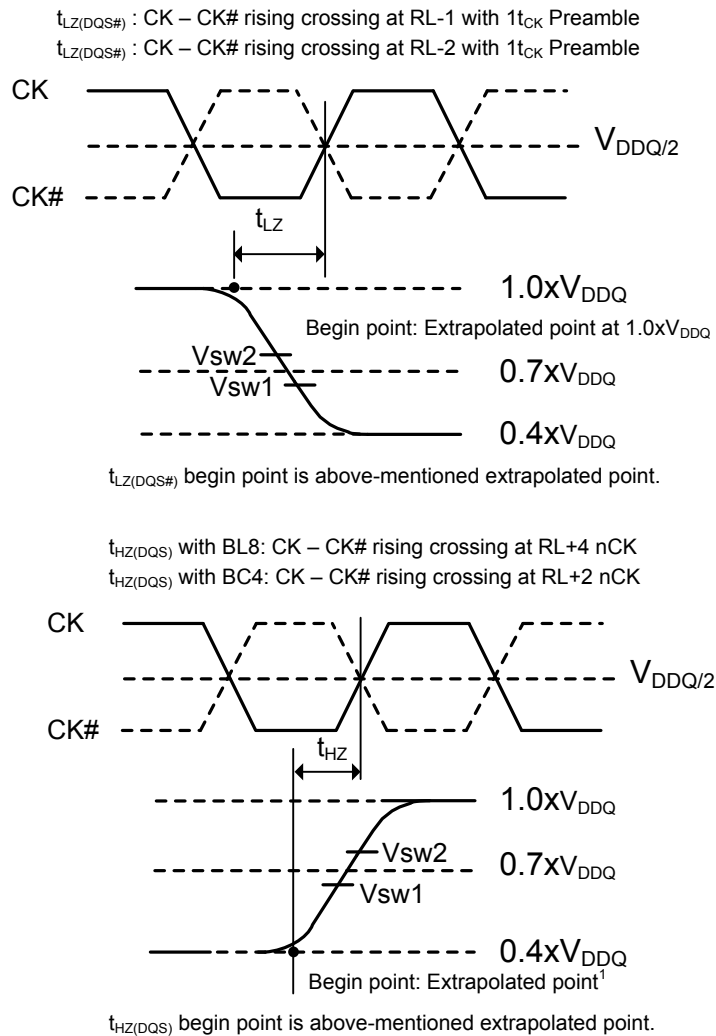 tLZ(DQS#) : CK – CK# rising crossing at RL-1 with 1tCK Preamble
tLZ(DQS#) : CK – CK# rising crossing at RL-2 with 1tCK Preamble
CK
VDDQ/2
CK#
tLZ
1.0xVDDQ
Begin point: Extrapolated point at 1.0xVDDQ
Vsw2
0.7xVDDQ
Vsw1
0.4xVDDQ
tLZ(DQS#) begin point is above-mentioned extrapolated point.
tHZ(DQS) with BL8: CK – CK# rising crossing at RL+4 nCK
tHZ(DQS) with BC4: CK – CK# rising crossing at RL+2 nCK
CK
VDDQ/2
CK#
tHZ
1.0xVDDQ
Vsw2
0.7xVDDQ
Vsw1
0.4xVDDQ
Begin point: Extrapolated point1
tHZ(DQS) begin point is above-mentioned extrapolated point.